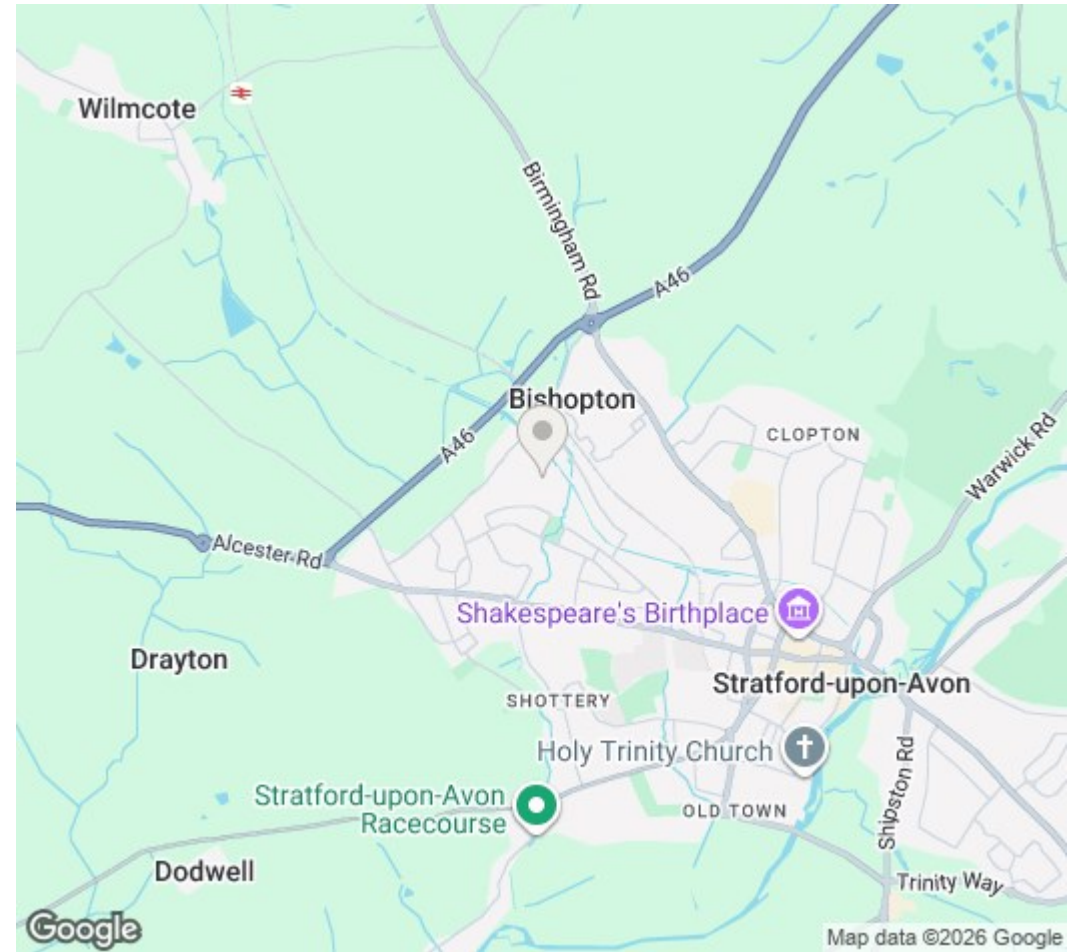 Wilmcote
Birmingham Rd
A46
Bishopton
CLOPTON
A46
Warwick Rd
Alcester Rd
Shakespeare's Birthplace
Drayton
Stratford-upon-Avon
SHOTTERY
Holy Trinity Church
Stratford-upon-Avon
Racecourse
OLD TOWN
Shipston Rd
Dodwell
Trinity Way
Google
Map data ©2026 Google